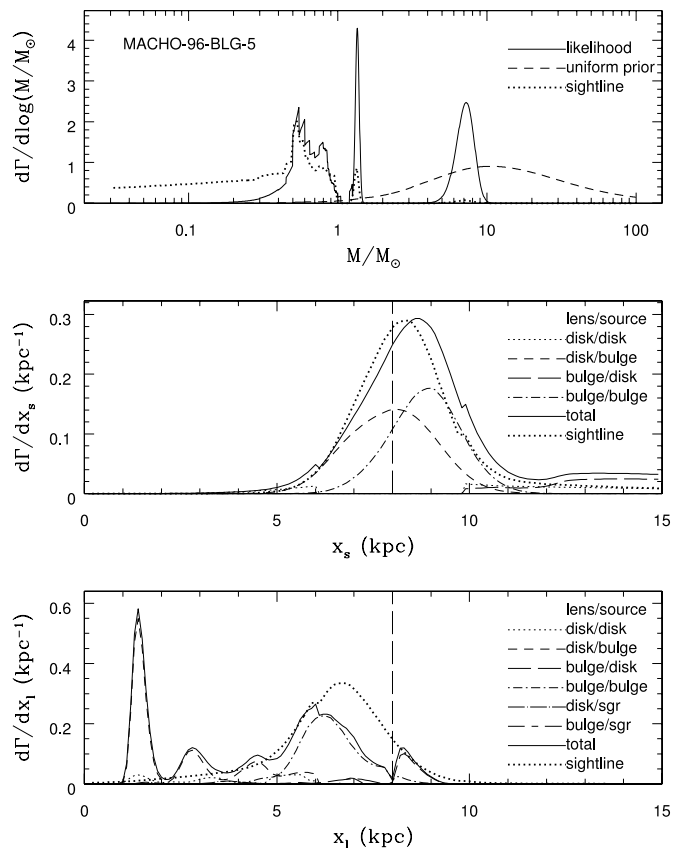 MACHO-96-BLG-5
likelihood
uniform prior
sightline
dΓ/dlog(M/M⊙)
0
1
2
3
4
0.1
1
10
100
M/M⊙
lens/source
disk/disk
disk/bulge
bulge/disk
bulge/bulge
total
sightline
dΓ/dxₛ (kpc⁻¹)
0
0.1
0.2
0.3
0
5
10
15
xₛ (kpc)
lens/source
disk/disk
disk/bulge
bulge/disk
bulge/bulge
disk/sgr
bulge/sgr
total
sightline
dΓ/dxₗ (kpc⁻¹)
0
0.2
0.4
0.6
0
5
10
15
xₗ (kpc)